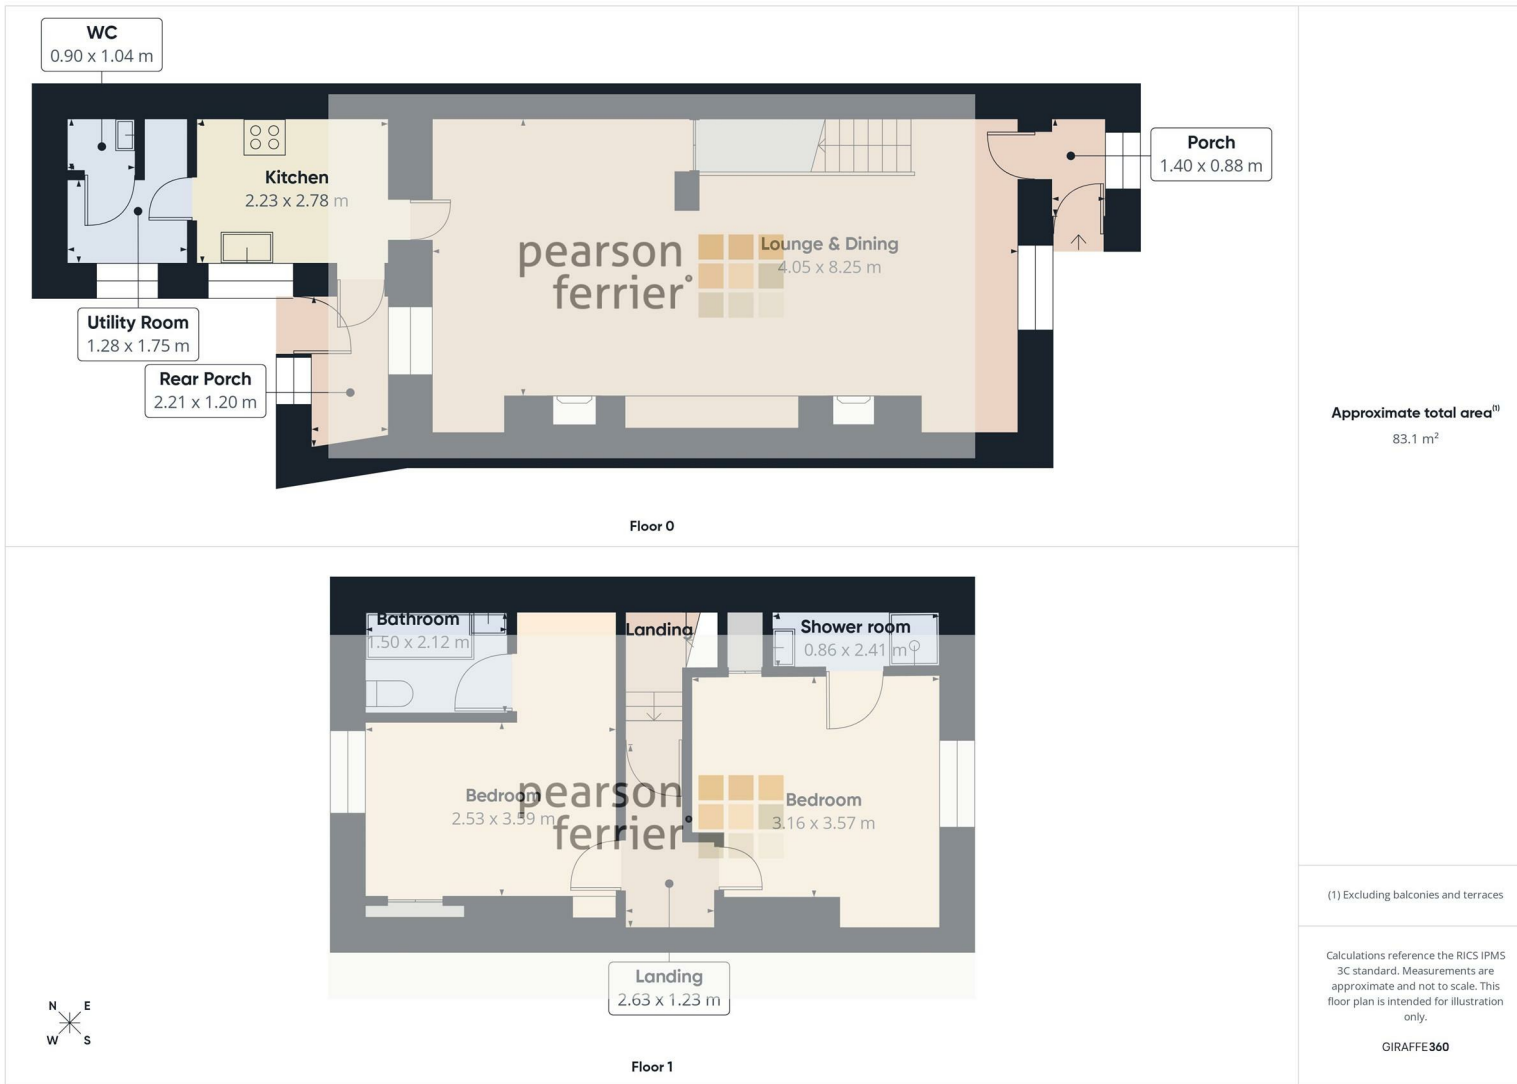 WC
0.90 x 1.04 m
Kitchen
2.23 x 2.78 m
Porch
1.40 x 0.88 m
Lounge & Dining
4.05 x 8.25 m
pearson
ferrier
Utility Room
1.28 x 1.75 m
Rear Porch
2.21 x 1.20 m
Floor 0
Approximate total area(1)
83.1 m²
Bathroom
1.50 x 2.12 m
Landing
Shower room
0.86 x 2.41 m
Bedroom
2.53 x 3.59 m
pearson
ferrier
Bedroom
3.16 x 3.57 m
Landing
2.63 x 1.23 m
N E
W S
Floor 1
(1) Excluding balconies and terraces
Calculations reference the RICS IPMS
3C standard. Measurements are
approximate and not to scale. This
floor plan is intended for illustration
only.
GIRAFFE360